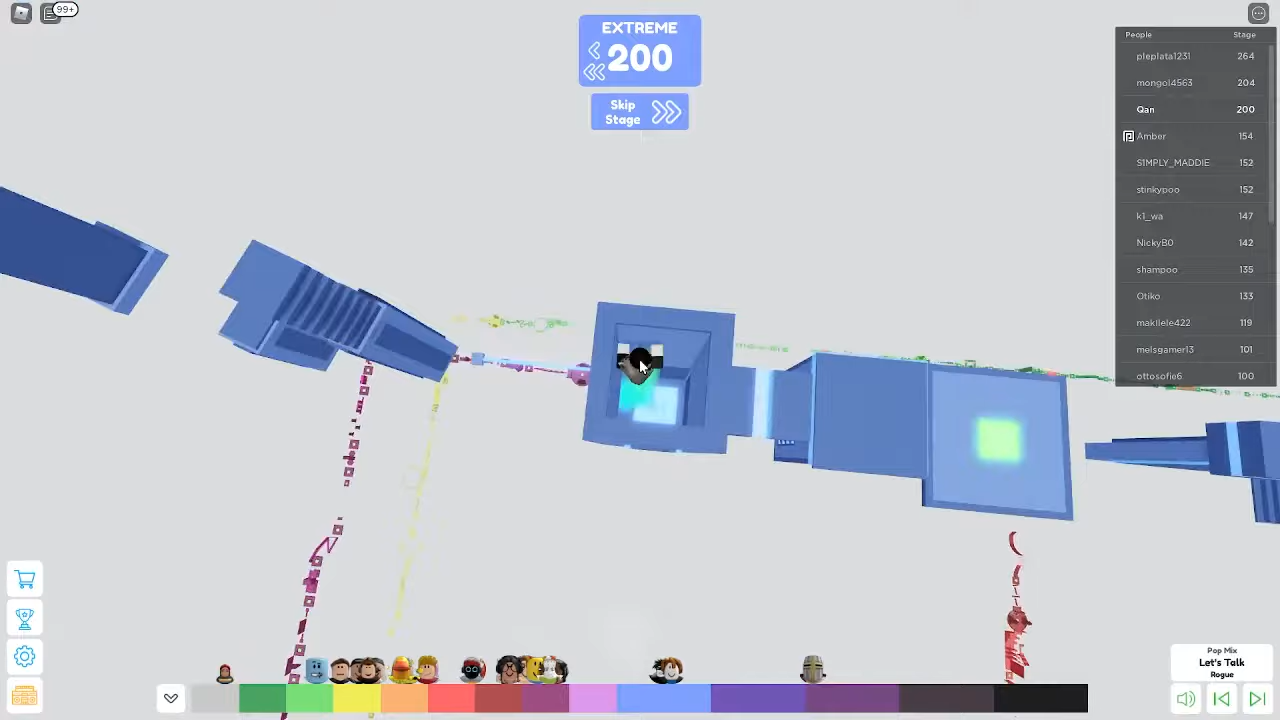 99+
EXTREME
200
Skip
Stage
People Stage
pleplata1231 264
mongol4563 204
Qan 200
Amber 154
S1MPLY_MADDIE 152
stinkypoo 152
k1_wa 147
NickyB0 142
shampoo 135
Otiko 133
makilele422 119
melsgamer13 101
ottosofie6 100
Pop Mix
Let's Talk
Rogue